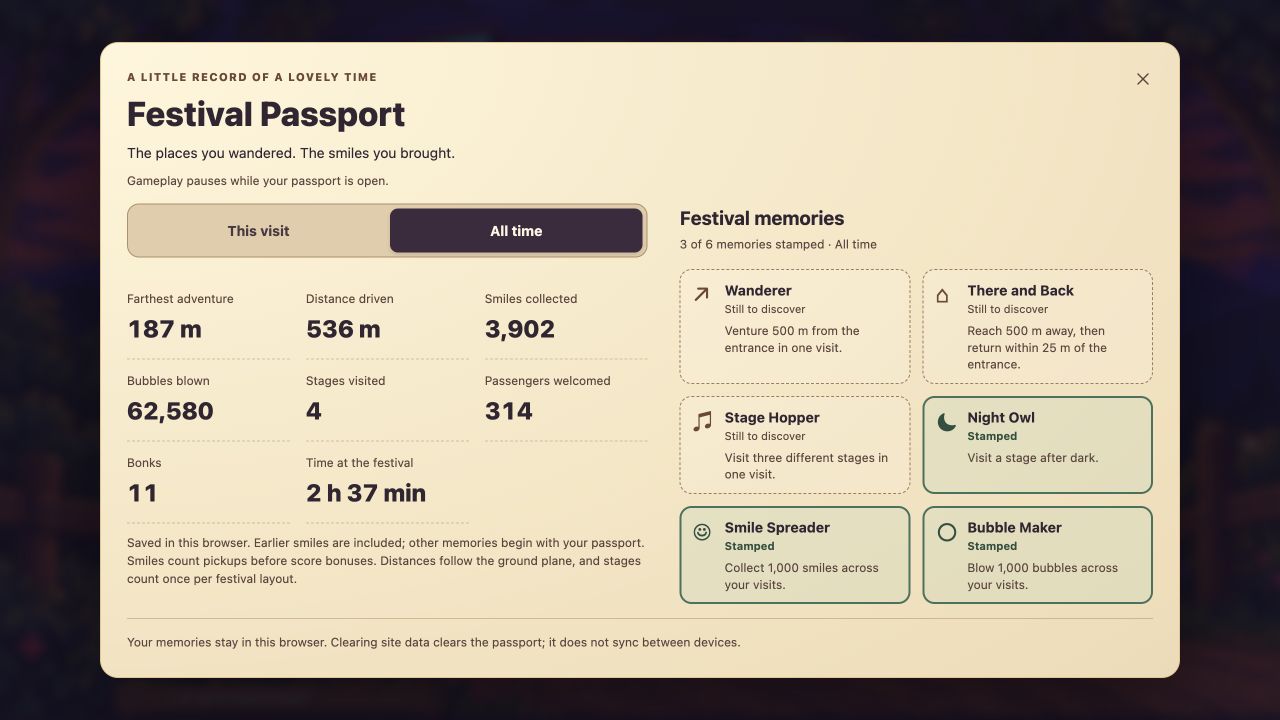 A LITTLE RECORD OF A LOVELY TIME
Festival Passport
The places you wandered. The smiles you brought.
Gameplay pauses while your passport is open.
This visit
All time
Farthest adventure
187 m
Distance driven
536 m
Smiles collected
3,902
Bubbles blown
62,580
Stages visited
4
Passengers welcomed
314
Bonks
11
Time at the festival
2 h 37 min
Saved in this browser. Earlier smiles are included; other memories begin with your passport.
Smiles count pickups before score bonuses. Distances follow the ground plane, and stages
count once per festival layout.
Festival memories
3 of 6 memories stamped · All time
Wanderer
Still to discover
Venture 500 m from the
entrance in one visit.
There and Back
Still to discover
Reach 500 m away, then
return within 25 m of the
entrance.
Stage Hopper
Still to discover
Visit three different stages in
one visit.
Night Owl
Stamped
Visit a stage after dark.
Smile Spreader
Stamped
Collect 1,000 smiles across
your visits.
Bubble Maker
Stamped
Blow 1,000 bubbles across
your visits.
Your memories stay in this browser. Clearing site data clears the passport; it does not sync between devices.